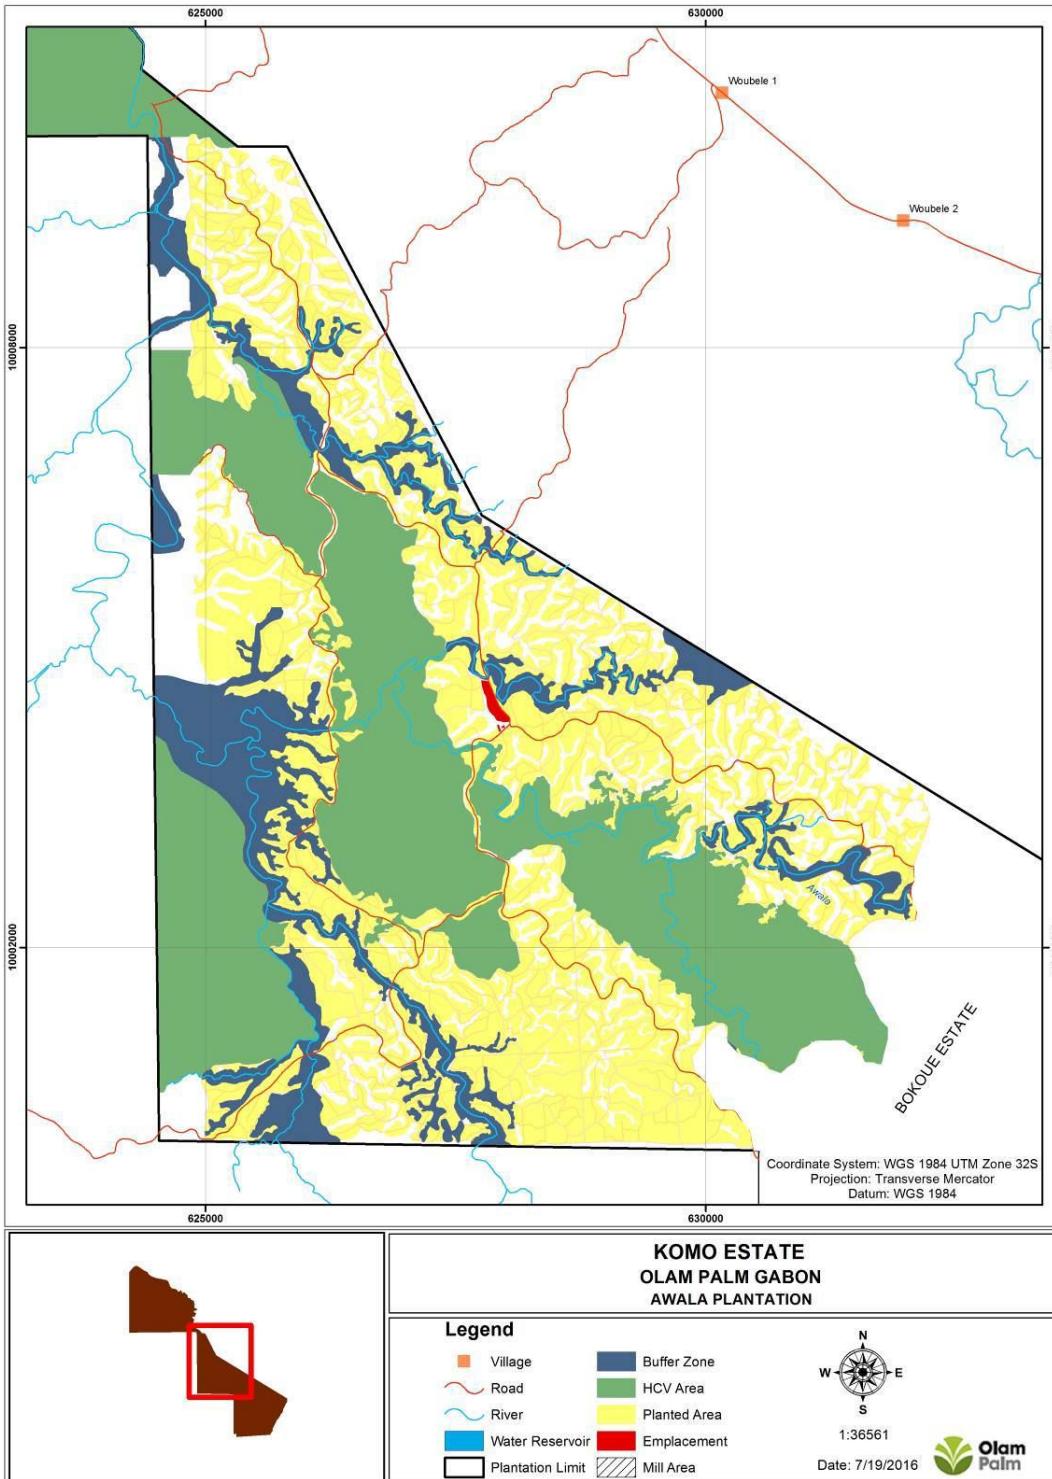 625000
630000
Woubele 1
Woubele 2
10008000
Awala
10002000
BOKOUE ESTATE
Coordinate System: WGS 1984 UTM Zone 32S
Projection: Transverse Mercator
Datum: WGS 1984
625000
630000
KOMO ESTATE
OLAM PALM GABON
AWALA PLANTATION
Legend
Village
Road
River
Water Reservoir
Plantation Limit
Buffer Zone
HCV Area
Planted Area
Emplacement
Mill Area
N
W
E
S
1:36561
Date: 7/19/2016
Olam
Palm